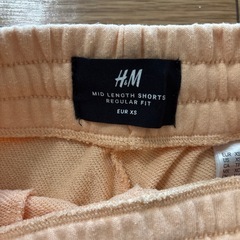 H&M
MID LENGTH SHORTS
REGULAR FIT
EUR XS